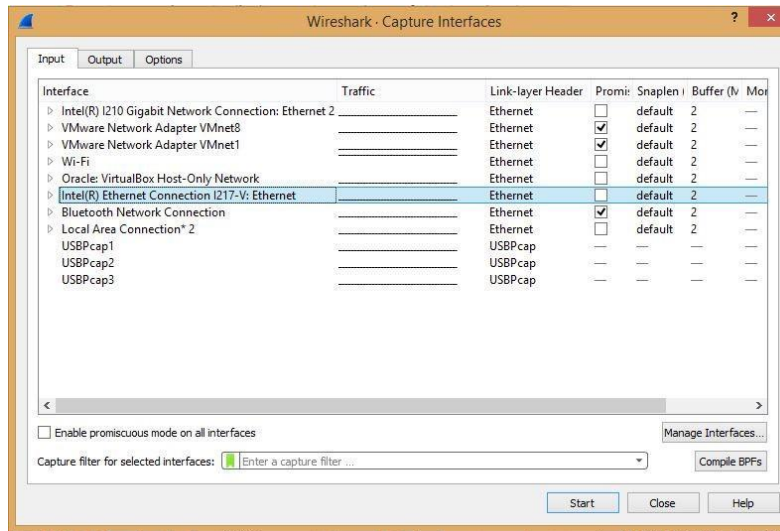 Wireshark · Capture Interfaces
? ×
Input Output Options
Interface Traffic Link-layer Header Promi: Snaplen ( Buffer (N Mor
Intel(R) I210 Gigabit Network Connection: Ethernet 2 Ethernet default 2 —
VMware Network Adapter VMnet8 Ethernet default 2 —
VMware Network Adapter VMnet1 Ethernet default 2 —
Wi-Fi Ethernet default 2 —
Oracle: VirtualBox Host-Only Network Ethernet default 2 —
Intel(R) Ethernet Connection I217-V: Ethernet Ethernet default 2 —
Bluetooth Network Connection Ethernet default 2 —
Local Area Connection* 2 Ethernet default 2 —
USBPcap1 USBPcap — — — —
USBPcap2 USBPcap — — — —
USBPcap3 USBPcap — — — —
Enable promiscuous mode on all interfaces Manage Interfaces...
Capture filter for selected interfaces: Enter a capture filter ... Compile BPFs
Start Close Help